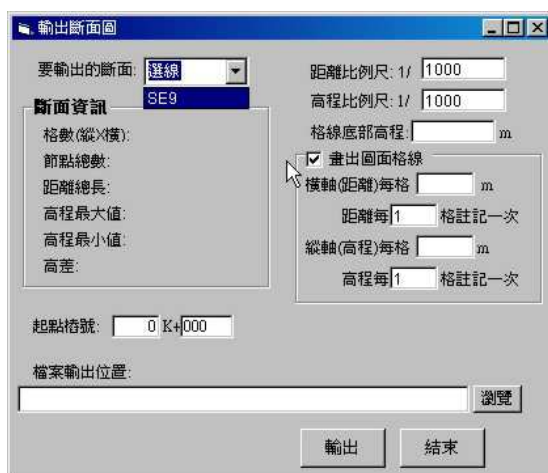 輸出斷面圖
要輸出的斷面: 選線
SE9
斷面資訊
格數(縱X橫):
節點總數:
距離總長:
高程最大值:
高程最小值:
高差:
距離比例尺: 1/ 1000
高程比例尺: 1/ 1000
格線底部高程: m
畫出圖面格線
橫軸(距離)每格 m
距離每 1 格註記一次
縱軸(高程)每格 m
高程每 1 格註記一次
起點樁號: 0 K+ 000
檔案輸出位置:
瀏覽
輸出 結束